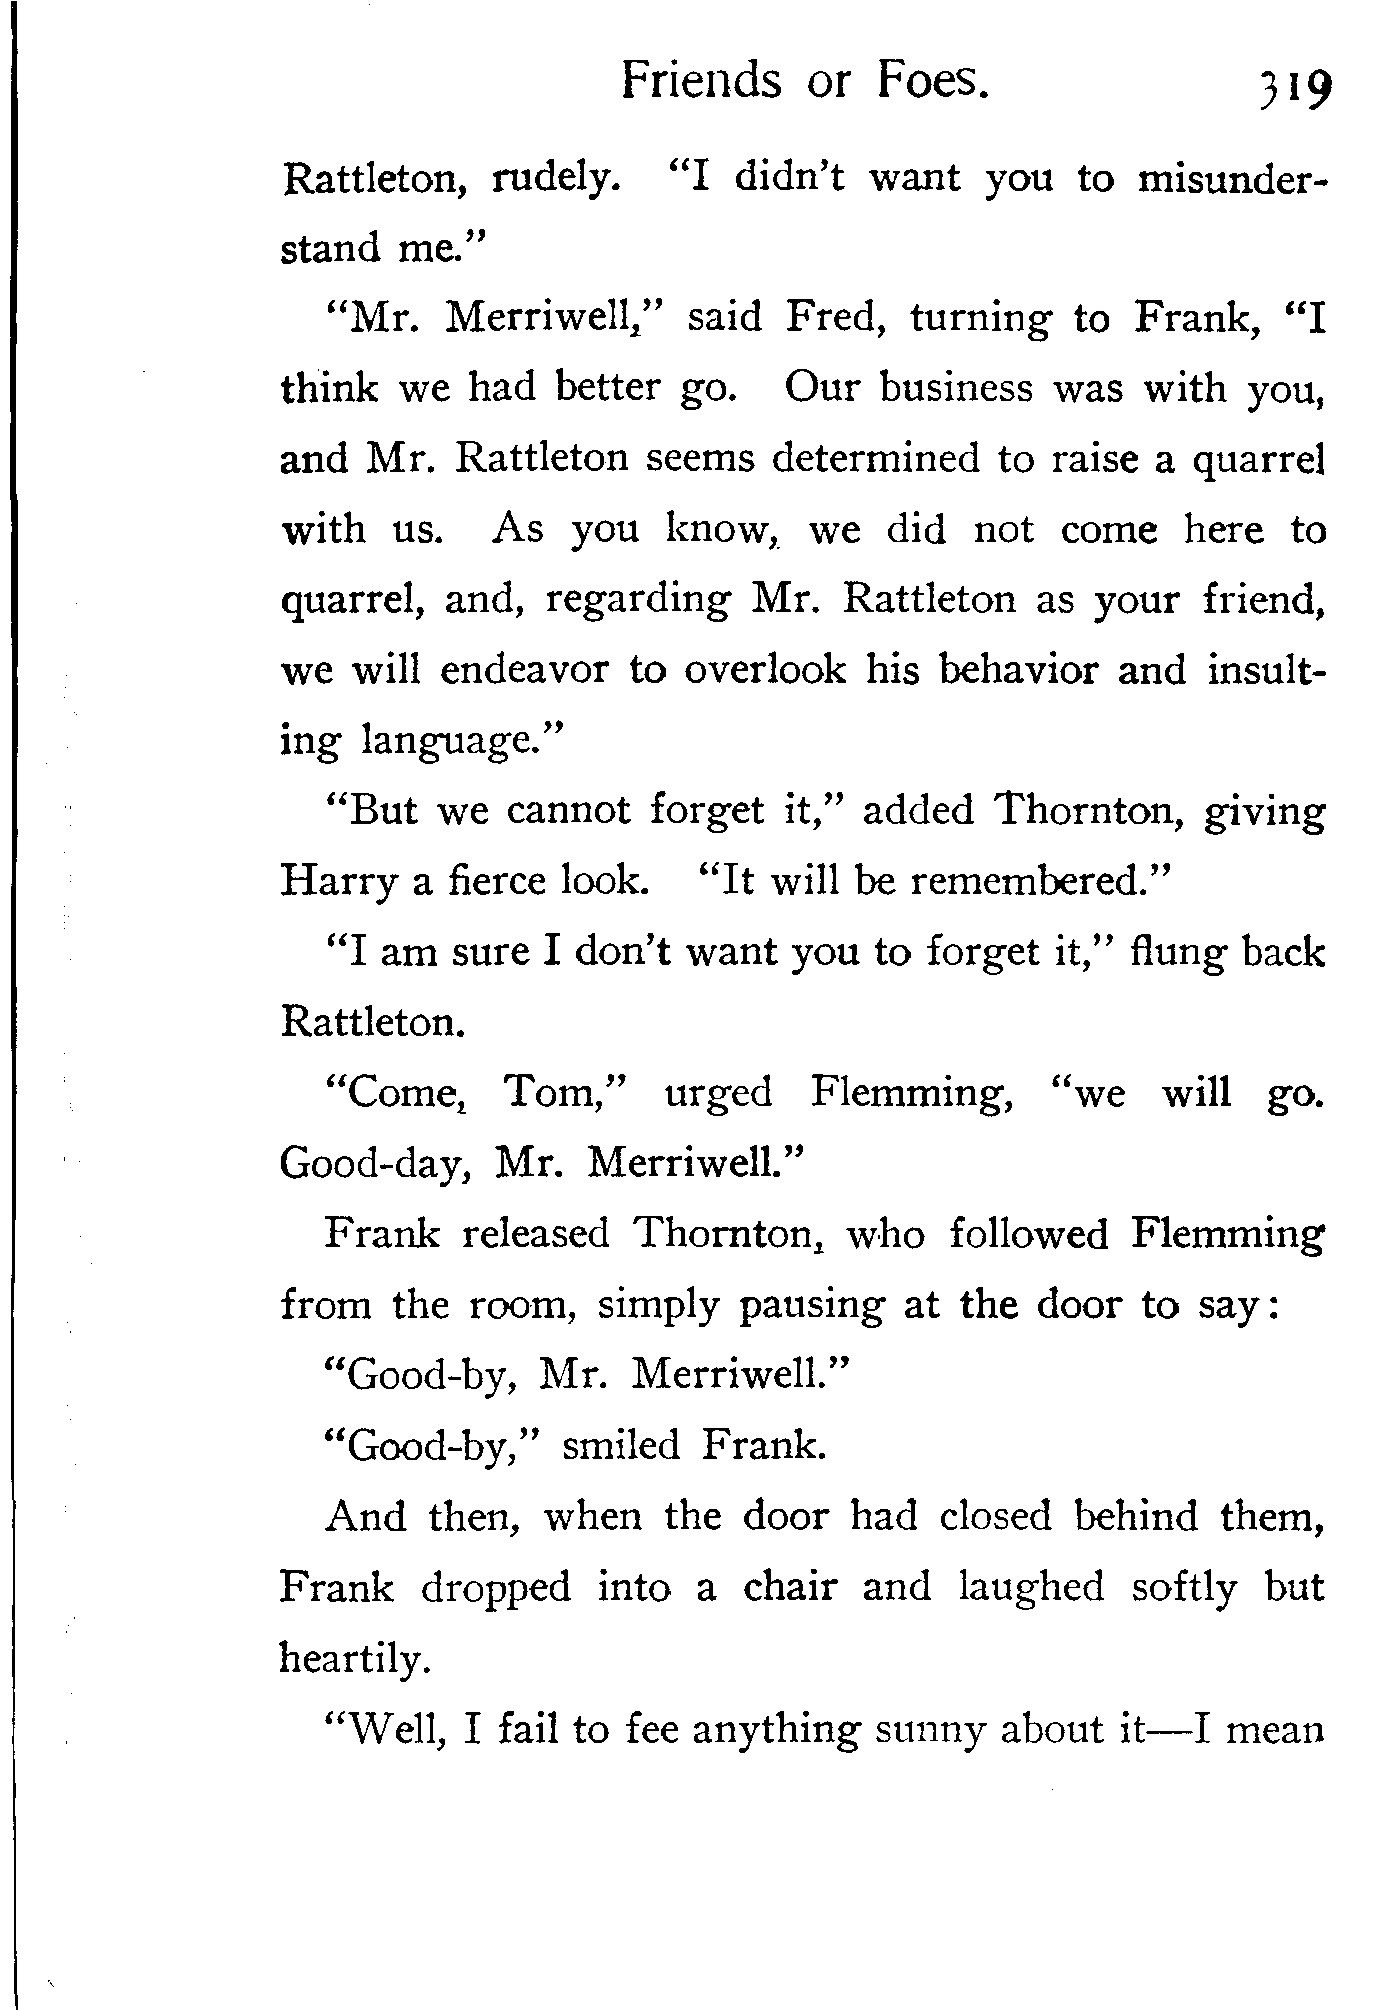 Friends or Foes. 319
Rattleton, rudely. "I didn't want you to misunder-
stand me."
"Mr. Merriwell," said Fred, turning to Frank, "I
think we had better go. Our business was with you,
and Mr. Rattleton seems determined to raise a quarrel
with us. As you know, we did not come here to
quarrel, and, regarding Mr. Rattleton as your friend,
we will endeavor to overlook his behavior and insult-
ing language."
"But we cannot forget it," added Thornton, giving
Harry a fierce look. "It will be remembered."
"I am sure I don't want you to forget it," flung back
Rattleton.
"Come, Tom," urged Flemming, "we will go.
Good-day, Mr. Merriwell."
Frank released Thornton, who followed Flemming
from the room, simply pausing at the door to say:
"Good-by, Mr. Merriwell."
"Good-by," smiled Frank.
And then, when the door had closed behind them,
Frank dropped into a chair and laughed softly but
heartily.
"Well, I fail to fee anything sunny about it—I mean